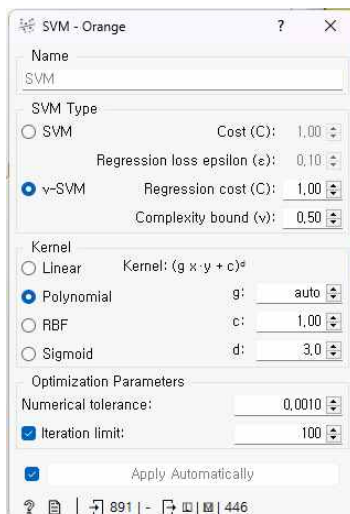 SVM - Orange ? ×
Name
SVM
SVM Type
SVM Cost (C): 1,00
Regression loss epsilon (ε): 0,10
ν-SVM Regression cost (C): 1,00
Complexity bound (ν): 0,50
Kernel
Linear Kernel: (g x·y + c)ᵈ
Polynomial g: auto
RBF c: 1,00
Sigmoid d: 3,0
Optimization Parameters
Numerical tolerance: 0,0010
Iteration limit: 100
Apply Automatically
? 891 | - 446